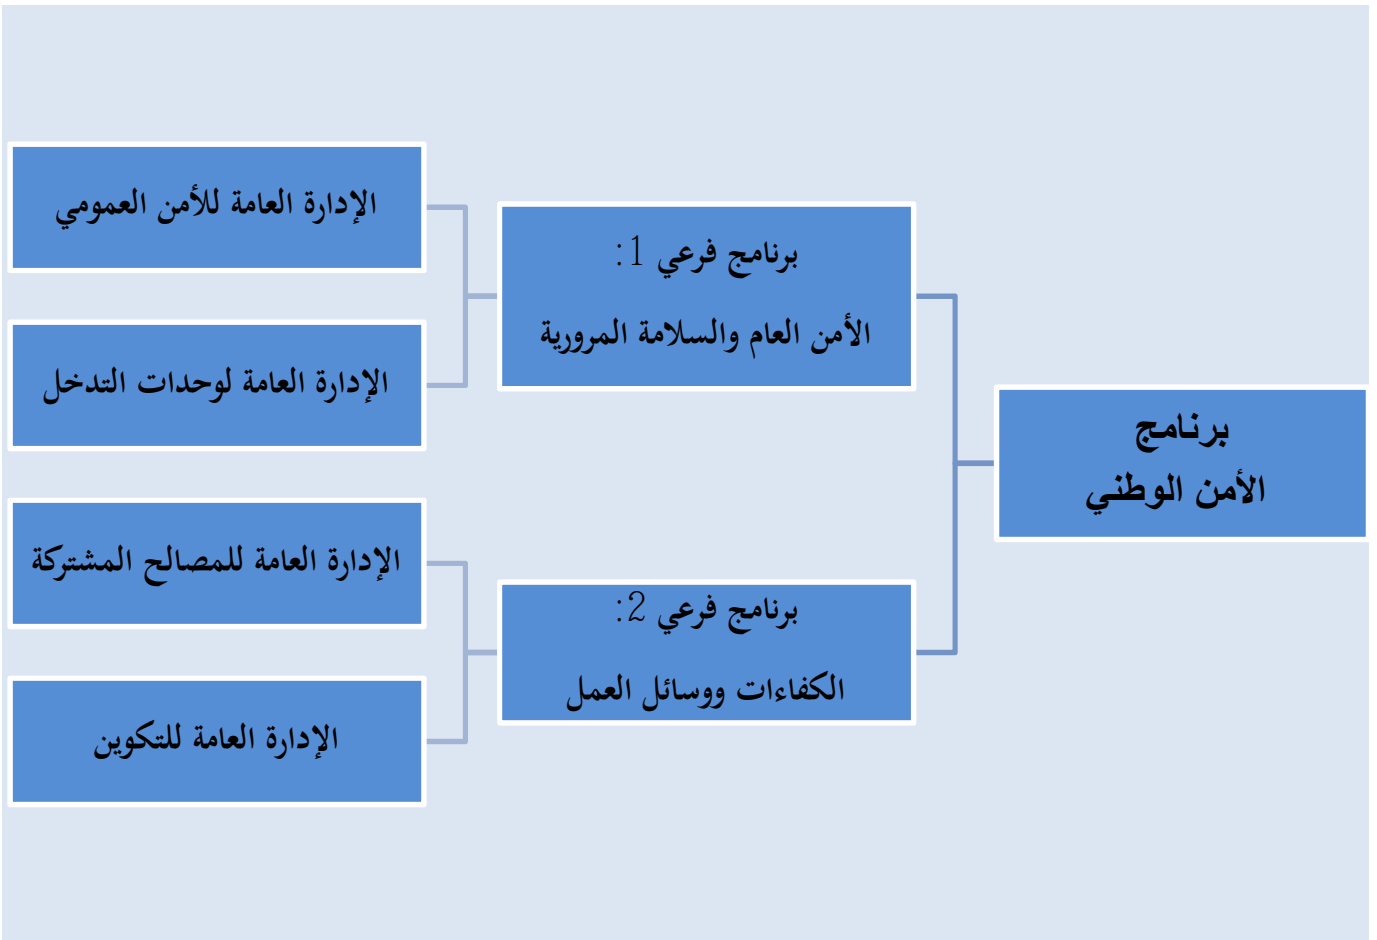 برنامج
الأمن الوطني
برنامج فرعي 1:
الأمن العام والسلامة المرورية
الإدارة العامة للأمن العمومي
الإدارة العامة لوحدات التدخل
برنامج فرعي 2:
الكفاءات ووسائل العمل
الإدارة العامة للمصالح المشتركة
الإدارة العامة للتكوين